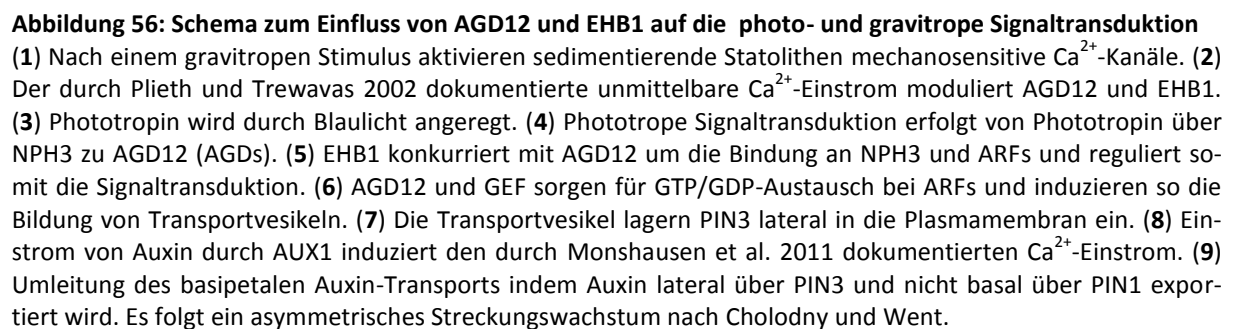 Abbildung 56: Schema zum Einfluss von AGD12 und EHB1 auf die photo- und gravitrope Signaltransduktion
(1) Nach einem gravitropen Stimulus aktivieren sedimentierende Statolithen mechanosensitive Ca²⁺-Kanäle. (2)
Der durch Plieth und Trewavas 2002 dokumentierte unmittelbare Ca²⁺-Einstrom moduliert AGD12 und EHB1.
(3) Phototropin wird durch Blaulicht angeregt. (4) Phototrope Signaltransduktion erfolgt von Phototropin über
NPH3 zu AGD12 (AGDs). (5) EHB1 konkurriert mit AGD12 um die Bindung an NPH3 und ARFs und reguliert so-
mit die Signaltransduktion. (6) AGD12 und GEF sorgen für GTP/GDP-Austausch bei ARFs und induzieren so die
Bildung von Transportvesikeln. (7) Die Transportvesikel lagern PIN3 lateral in die Plasmamembran ein. (8) Ein-
strom von Auxin durch AUX1 induziert den durch Monshausen et al. 2011 dokumentierten Ca²⁺-Einstrom. (9)
Umleitung des basipetalen Auxin-Transports indem Auxin lateral über PIN3 und nicht basal über PIN1 expor-
tiert wird. Es folgt ein asymmetrisches Streckungswachstum nach Cholodny und Went.